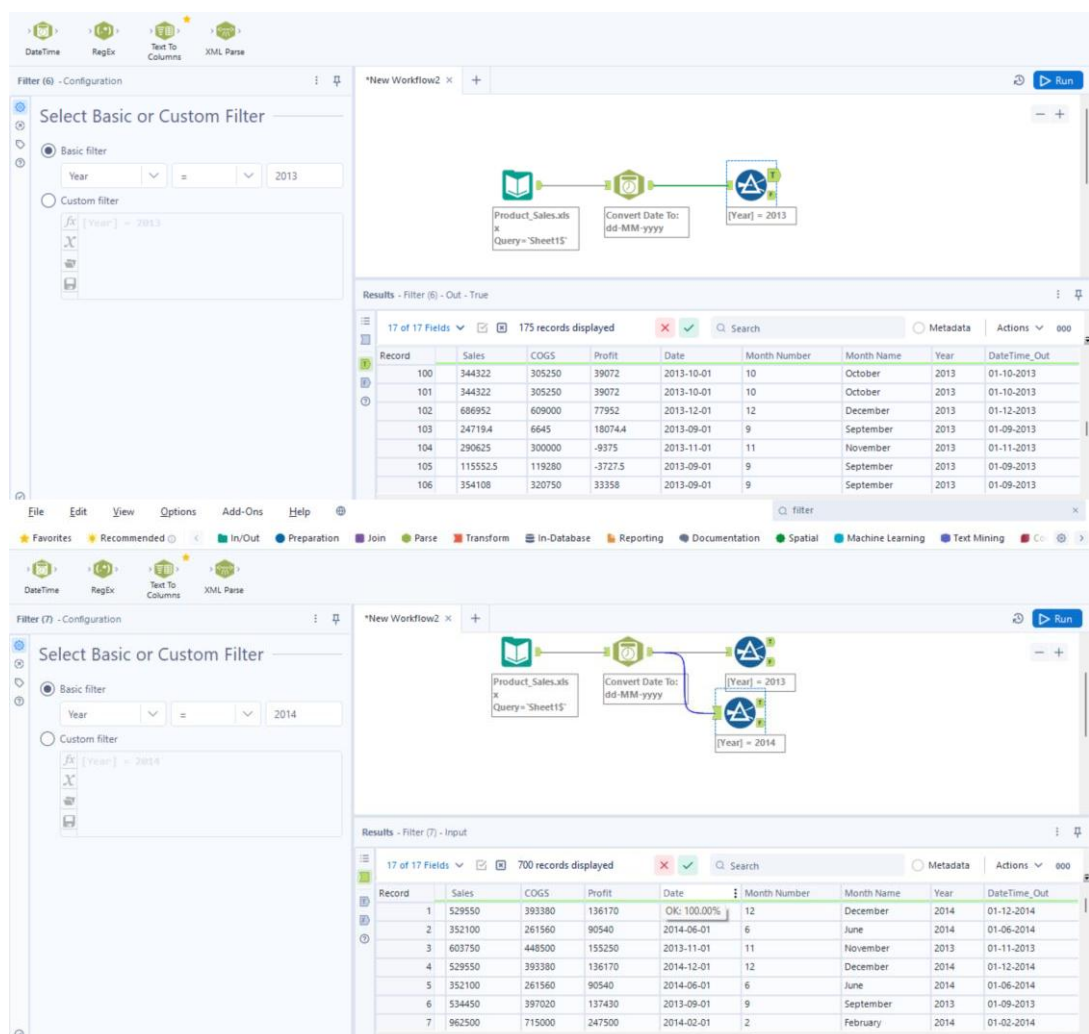 DateTime RegEx Text To Columns XML Parse
Filter (6) - Configuration
*New Workflow2 × +
Run
Select Basic or Custom Filter
Basic filter
Year = 2013
Custom filter
[Year] = 2013
Product_Sales.xls
x
Query=`Sheet1$`
Convert Date To:
dd-MM-yyyy
[Year] = 2013
T
F
Results - Filter (6) - Out - True
17 of 17 Fields 175 records displayed Search Metadata Actions 000
Record Sales COGS Profit Date Month Number Month Name Year DateTime_Out
100 344322 305250 39072 2013-10-01 10 October 2013 01-10-2013
101 344322 305250 39072 2013-10-01 10 October 2013 01-10-2013
102 686952 609000 77952 2013-12-01 12 December 2013 01-12-2013
103 24719.4 6645 18074.4 2013-09-01 9 September 2013 01-09-2013
104 290625 300000 -9375 2013-11-01 11 November 2013 01-11-2013
105 115552.5 119280 -3727.5 2013-09-01 9 September 2013 01-09-2013
106 354108 320750 33358 2013-09-01 9 September 2013 01-09-2013
File Edit View Options Add-Ons Help filter ×
Favorites Recommended In/Out Preparation Join Parse Transform In-Database Reporting Documentation Spatial Machine Learning Text Mining
DateTime RegEx Text To Columns XML Parse
Filter (7) - Configuration
*New Workflow2 × +
Run
Select Basic or Custom Filter
Basic filter
Year = 2014
Custom filter
[Year] = 2014
Product_Sales.xls
x
Query=`Sheet1$`
Convert Date To:
dd-MM-yyyy
[Year] = 2013
[Year] = 2014
T
F
Results - Filter (7) - Input
17 of 17 Fields 700 records displayed Search Metadata Actions 000
Record Sales COGS Profit Date Month Number Month Name Year DateTime_Out
1 529550 393380 136170 OK: 100.00% 12 December 2014 01-12-2014
2 352100 261560 90540 2014-06-01 6 June 2014 01-06-2014
3 603750 448500 155250 2013-11-01 11 November 2013 01-11-2013
4 529550 393380 136170 2014-12-01 12 December 2014 01-12-2014
5 352100 261560 90540 2014-06-01 6 June 2014 01-06-2014
6 534450 397020 137430 2013-09-01 9 September 2013 01-09-2013
7 962500 715000 247500 2014-02-01 2 February 2014 01-02-2014